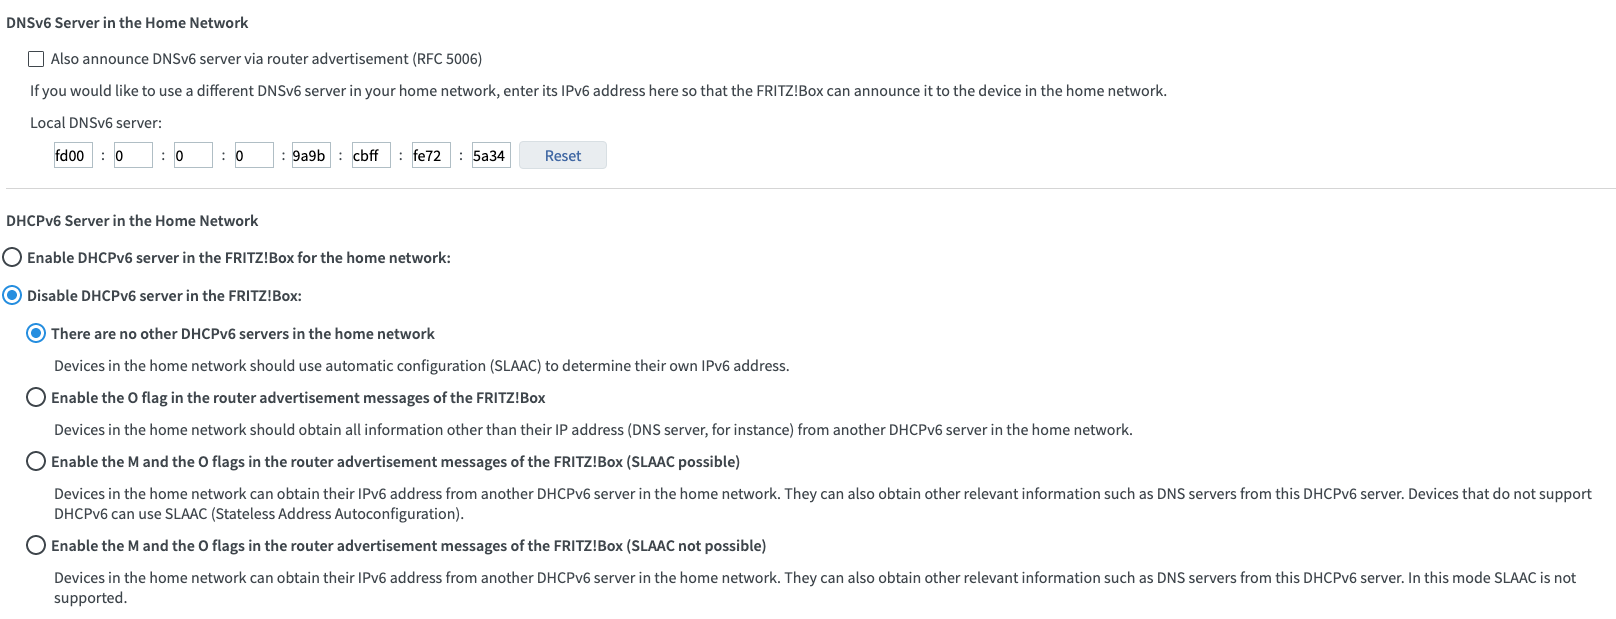 DNSv6 Server in the Home Network
Also announce DNSv6 server via router advertisement (RFC 5006)
If you would like to use a different DNSv6 server in your home network, enter its IPv6 address here so that the FRITZ!Box can announce it to the device in the home network.
Local DNSv6 server:
fd00 : 0 : 0 : 0 : 9a9b : cbff : fe72 : 5a34 Reset
DHCPv6 Server in the Home Network
Enable DHCPv6 server in the FRITZ!Box for the home network:
Disable DHCPv6 server in the FRITZ!Box:
There are no other DHCPv6 servers in the home network
Devices in the home network should use automatic configuration (SLAAC) to determine their own IPv6 address.
Enable the O flag in the router advertisement messages of the FRITZ!Box
Devices in the home network should obtain all information other than their IP address (DNS server, for instance) from another DHCPv6 server in the home network.
Enable the M and the O flags in the router advertisement messages of the FRITZ!Box (SLAAC possible)
Devices in the home network can obtain their IPv6 address from another DHCPv6 server in the home network. They can also obtain other relevant information such as DNS servers from this DHCPv6 server. Devices that do not support
DHCPv6 can use SLAAC (Stateless Address Autoconfiguration).
Enable the M and the O flags in the router advertisement messages of the FRITZ!Box (SLAAC not possible)
Devices in the home network can obtain their IPv6 address from another DHCPv6 server in the home network. They can also obtain other relevant information such as DNS servers from this DHCPv6 server. In this mode SLAAC is not
supported.